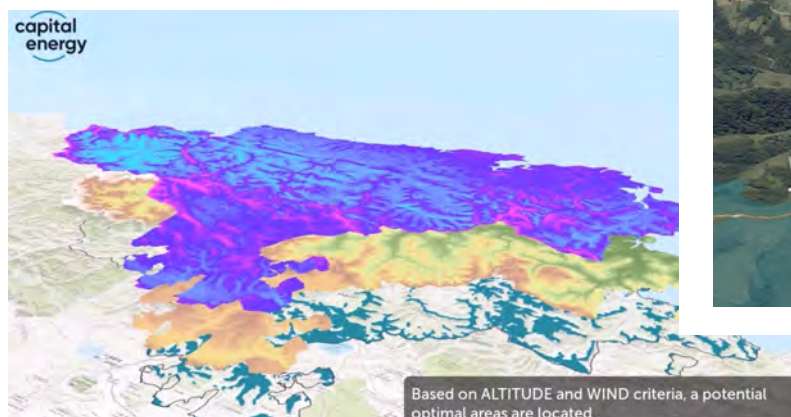 capital
energy
Based on ALTITUDE and WIND criteria, a potential
optimal areas are located